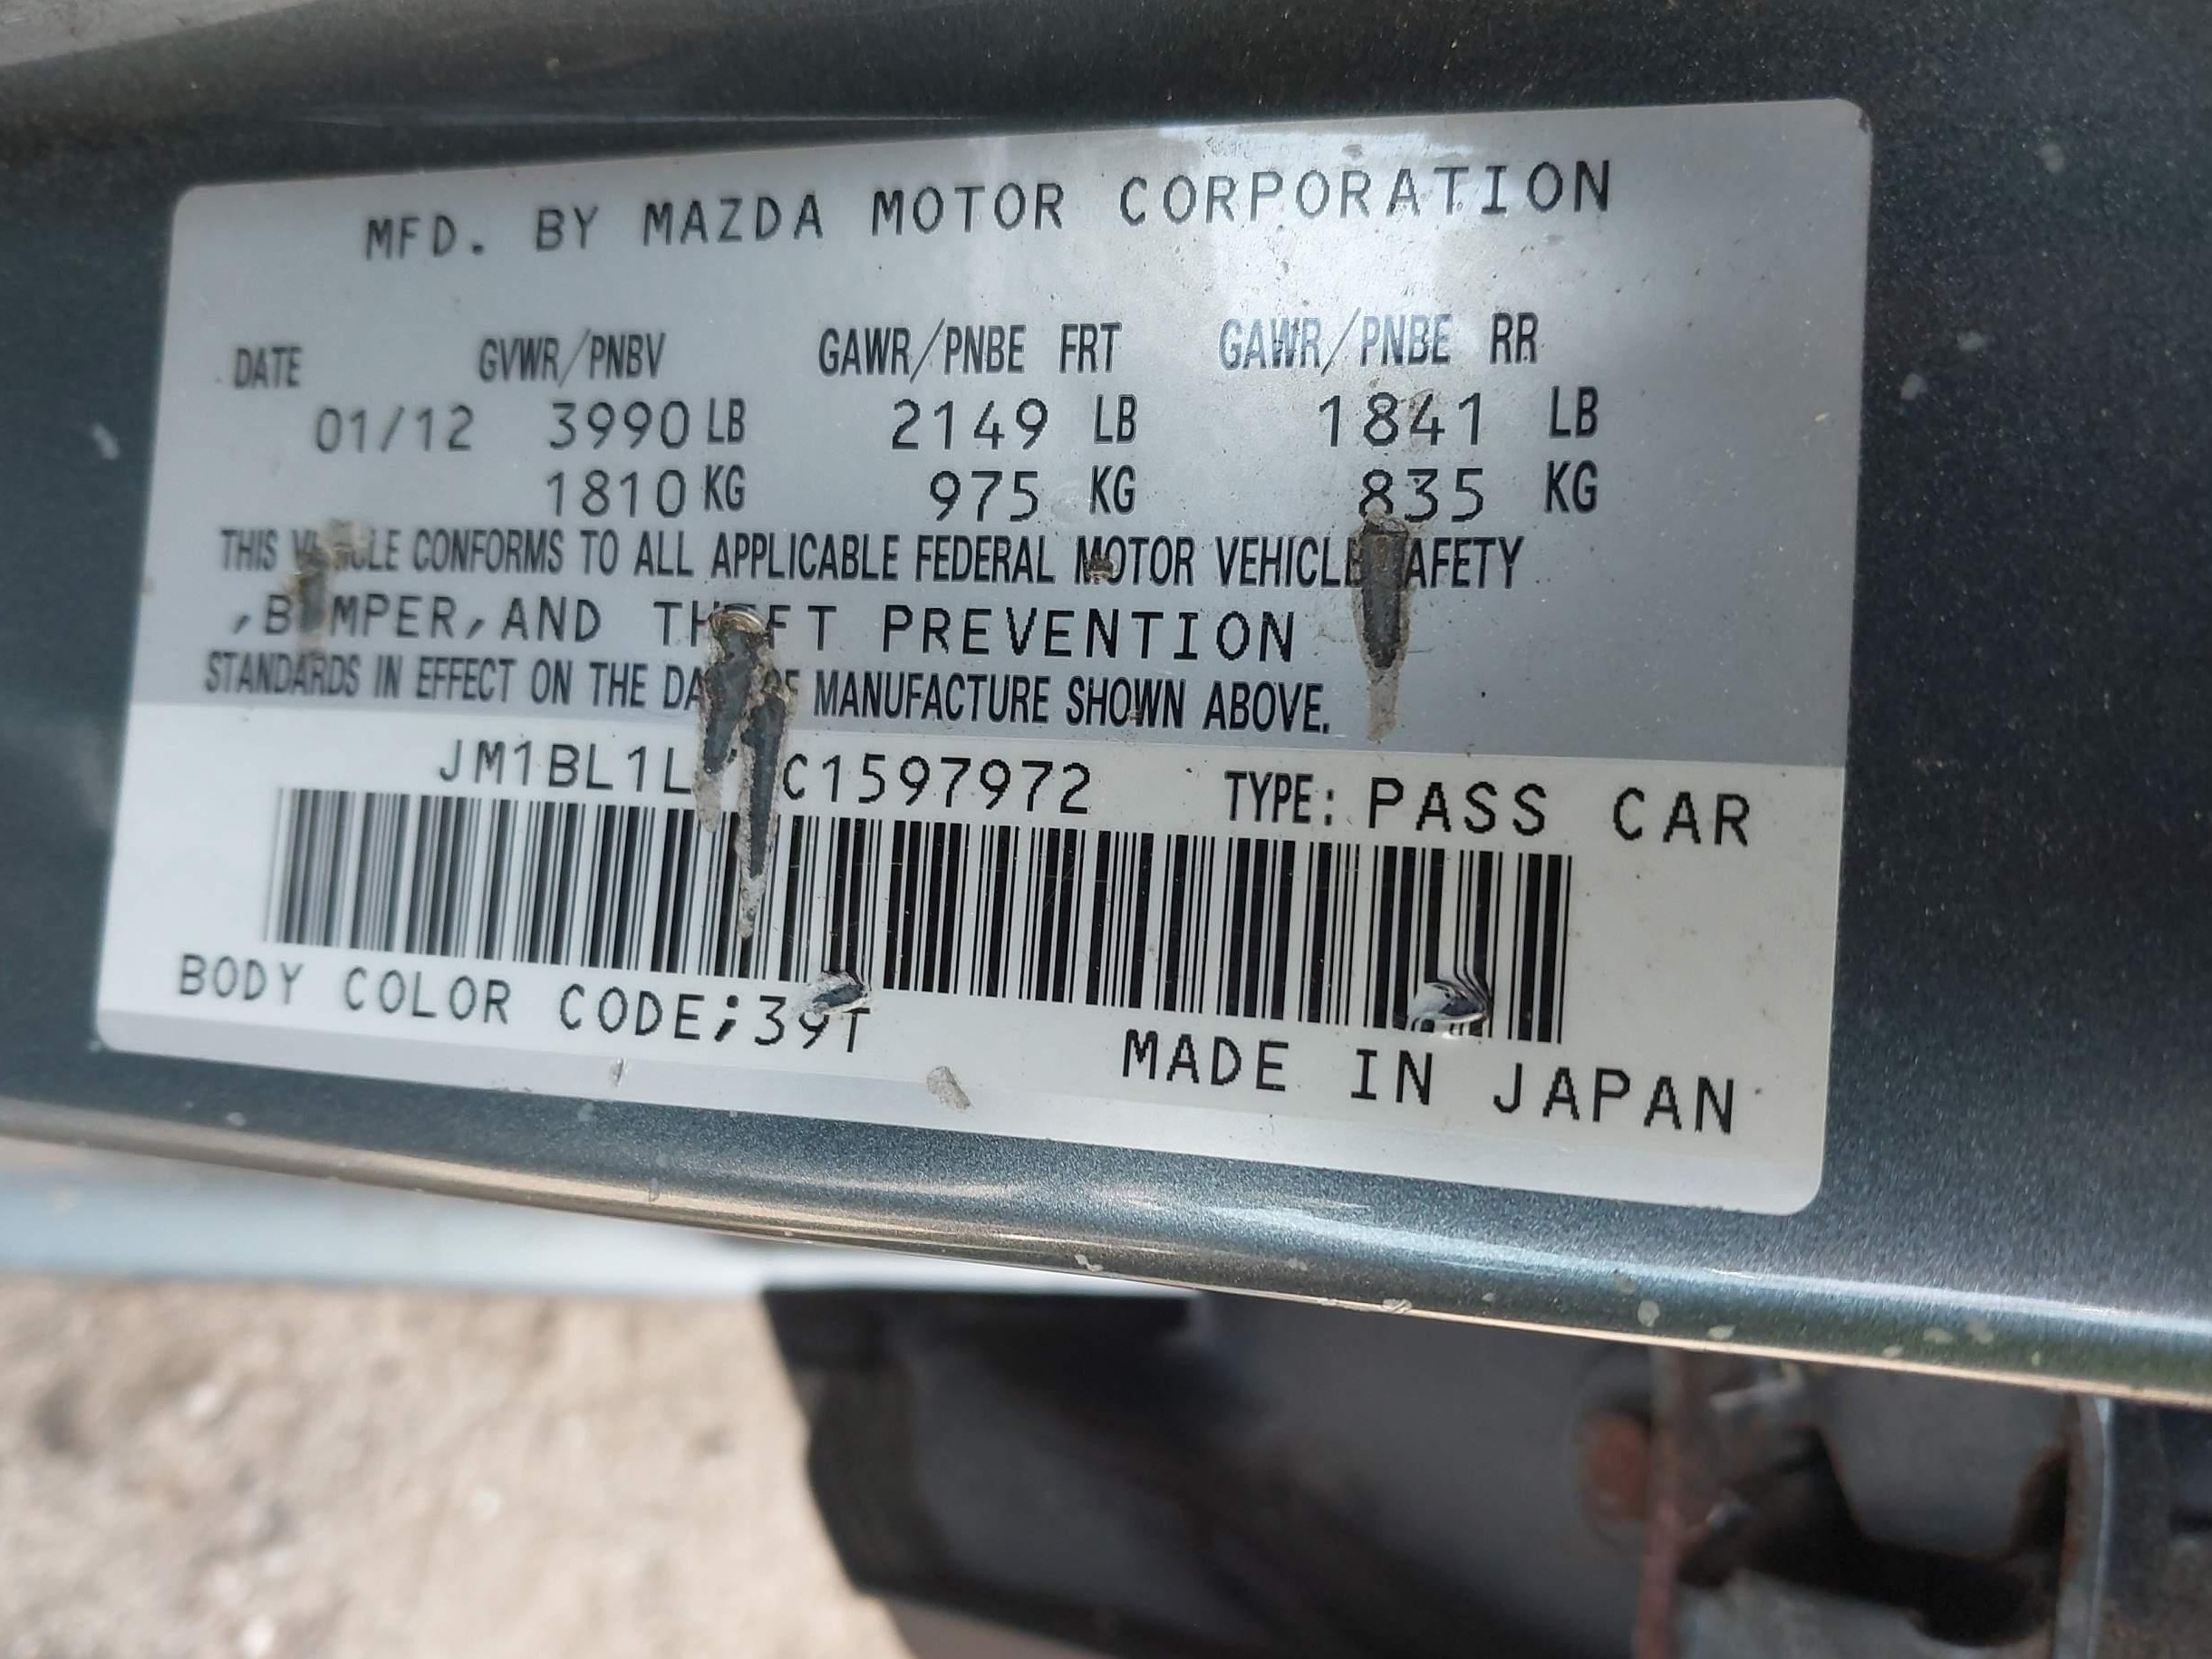 MFD. BY MAZDA MOTOR CORPORATION
DATE GVWR/PNBV GAWR/PNBE FRT GAWR/PNBE RR
01/12 3990 LB 2149 LB 1841 LB
1810 KG 975 KG 835 KG
THIS VEHICLE CONFORMS TO ALL APPLICABLE FEDERAL MOTOR VEHICLE SAFETY
,BUMPER,AND THEFT PREVENTION
STANDARDS IN EFFECT ON THE MANUFACTURE SHOWN ABOVE.
TYPE: PASS CAR
BODY COLOR CODE;39T
MADE IN JAPAN